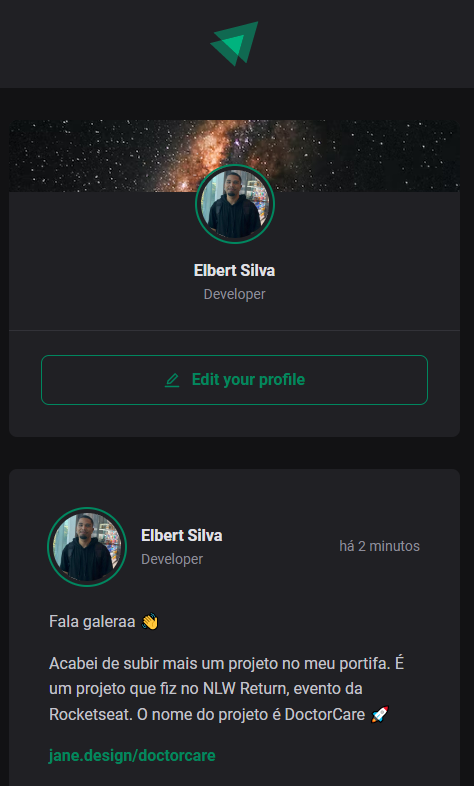 Elbert Silva
Developer
Edit your profile
Elbert Silva
Developer
há 2 minutos
Fala galeraa 👋
Acabei de subir mais um projeto no meu portifa. É
um projeto que fiz no NLW Return, evento da
Rocketseat. O nome do projeto é DoctorCare 🚀
jane.design/doctorcare